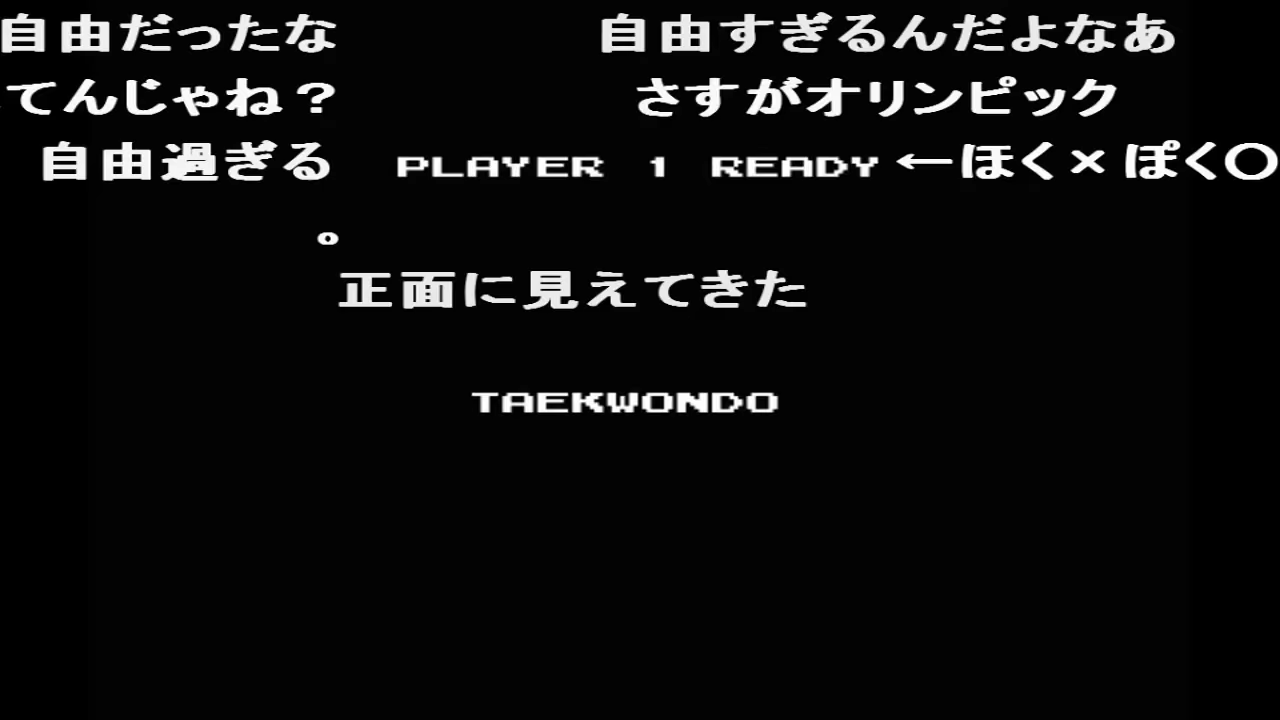 自由だったな
自由すぎるんだよなあ
てんじゃね？
さすがオリンピック
自由過ぎる
PLAYER 1 READY
←ほく×ぽく〇
。
正面に見えてきた
TAEKWONDO